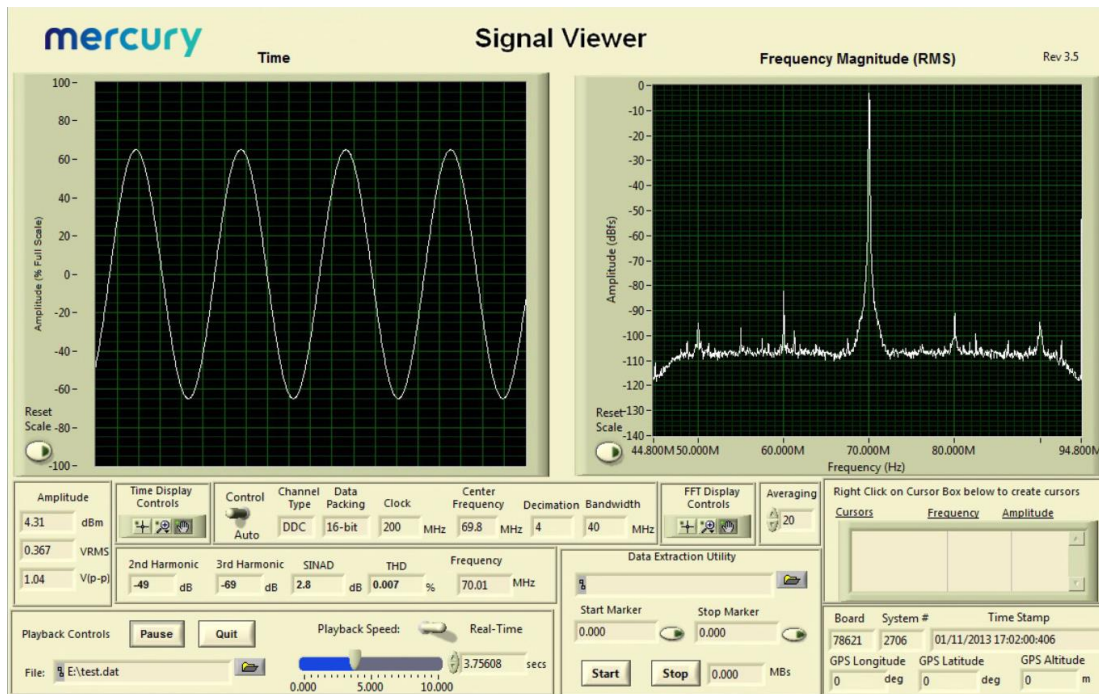 mercury
Signal Viewer
Time
Frequency Magnitude (RMS)
Rev 3.5
100
80
60
40
20
0
-20
-40
-60
-80
-100
Amplitude (% Full Scale)
Reset
Scale
0
-10
-20
-30
-40
-50
-60
-70
-80
-90
-100
-110
-120
-130
-140
Amplitude (dBfs)
Reset
Scale
44.800M 50.000M 60.000M 70.000M 80.000M 94.800M
Frequency (Hz)
Amplitude
4.31 dBm
0.367 VRMS
1.04 V(p-p)
Time Display
Controls
Control
Auto
Channel
Type
DDC
Data
Packing
16-bit
Clock
200 MHz
Center
Frequency
69.8 MHz
Decimation
4
Bandwidth
40 MHz
FFT Display
Controls
Averaging
20
Right Click on Cursor Box below to create cursors
Cursors Frequency Amplitude
2nd Harmonic
-49 dB
3rd Harmonic
-69 dB
SINAD
2.8 dB
THD
0.007 %
Frequency
70.01 MHz
Data Extraction Utility
Start Marker
0.000
Stop Marker
0.000
Start
Stop
0.000 MBs
Playback Controls
Pause
Quit
Playback Speed:
Real-Time
File: E:\test.dat
0.000 5.000 10.000
3.75608 secs
Board System # Time Stamp
78621 2706 01/11/2013 17:02:00:406
GPS Longitude GPS Latitude GPS Altitude
0 deg 0 deg 0 m